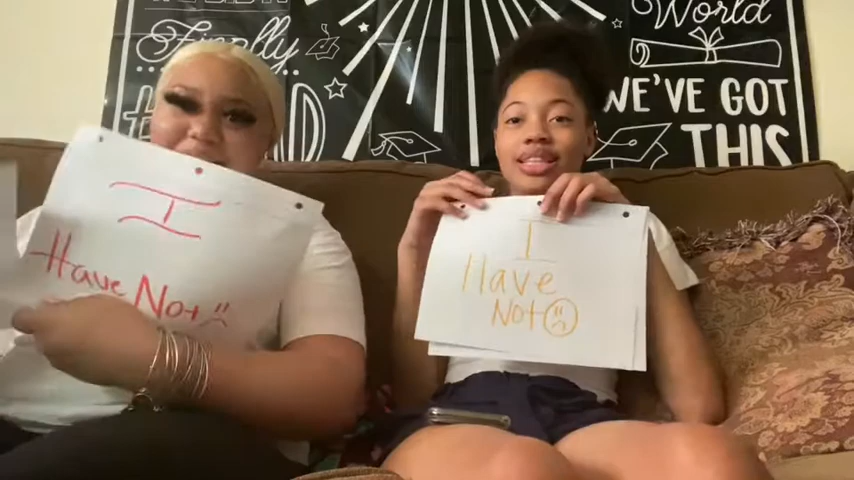 Finally
World
WE'VE GOT
THIS
I
Have Not :(
I
Have
Not